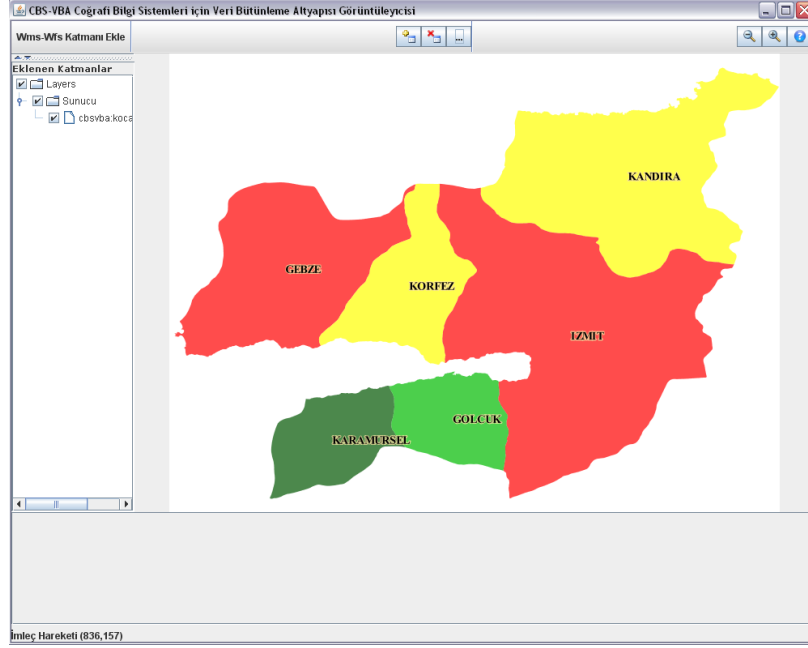 CBS-VBA Coğrafi Bilgi Sistemleri için Veri Bütünleme Altyapısı Görüntüleyicisi
Wms-Wfs Katmanı Ekle
Eklenen Katmanlar
Layers
Sunucu
cbsvba:koca
KANDIRA
GEBZE
KORFEZ
IZMIT
GOLCUK
KARAMURSEL
İmleç Hareketi (836,157)